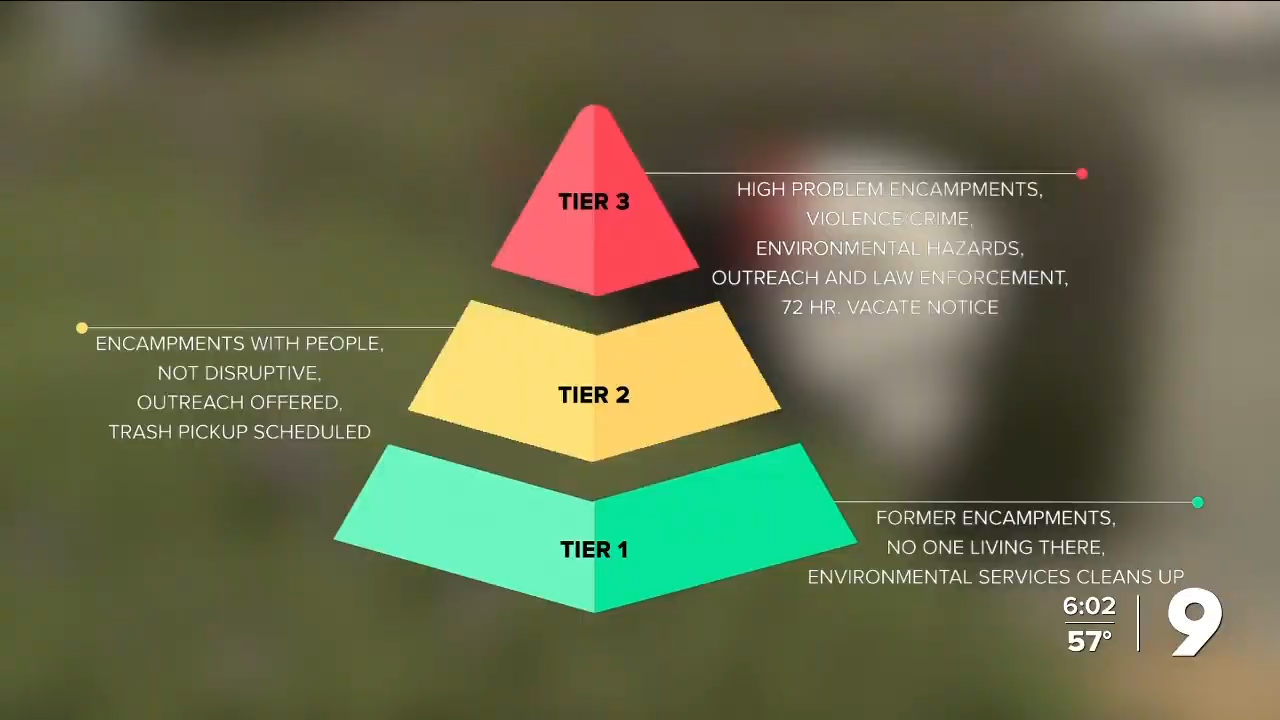 TIER 3
HIGH PROBLEM ENCAMPMENTS,
VIOLENCE CRIME,
ENVIRONMENTAL HAZARDS,
OUTREACH AND LAW ENFORCEMENT,
72 HR. VACATE NOTICE
ENCAMPMENTS WITH PEOPLE,
NOT DISRUPTIVE,
OUTREACH OFFERED,
TRASH PICKUP SCHEDULED
TIER 2
TIER 1
FORMER ENCAMPMENTS,
NO ONE LIVING THERE,
ENVIRONMENTAL SERVICES CLEANS UP
6:02
57°
9